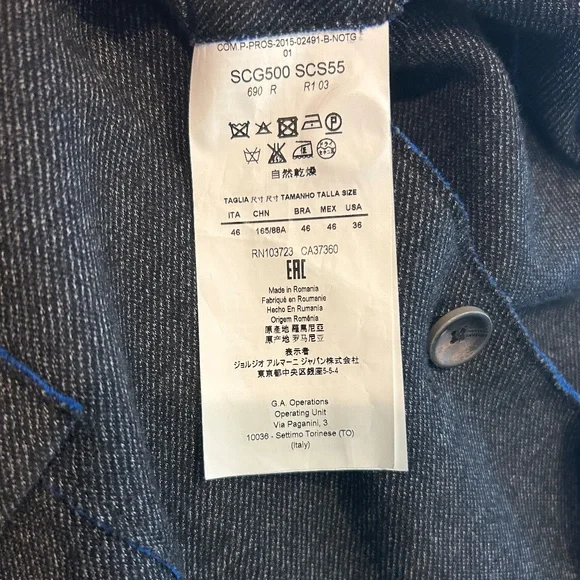 COM.P-PROS-2015-02491-B-NOTG
01
SCG500 SCS55
690 R R1 03
自然乾燥
TAGLIA 尺寸 尺寸 TAMANHO TALLA SIZE
ITA CHN BRA MEX USA
46 165/88A 46 46 36
RN103723 CA37360
EAC
Made in Romania
Fabriqué en Roumanie
Hecho En Rumania
Origem Romênia
原產地 羅馬尼亞
原产地 罗马尼亚
表示者
ジョルジオ アルマーニ ジャパン株式会社
東京都中央区銀座5-5-4
G.A. Operations
Operating Unit
Via Paganini, 3
10036 - Settimo Torinese (TO)
(Italy)